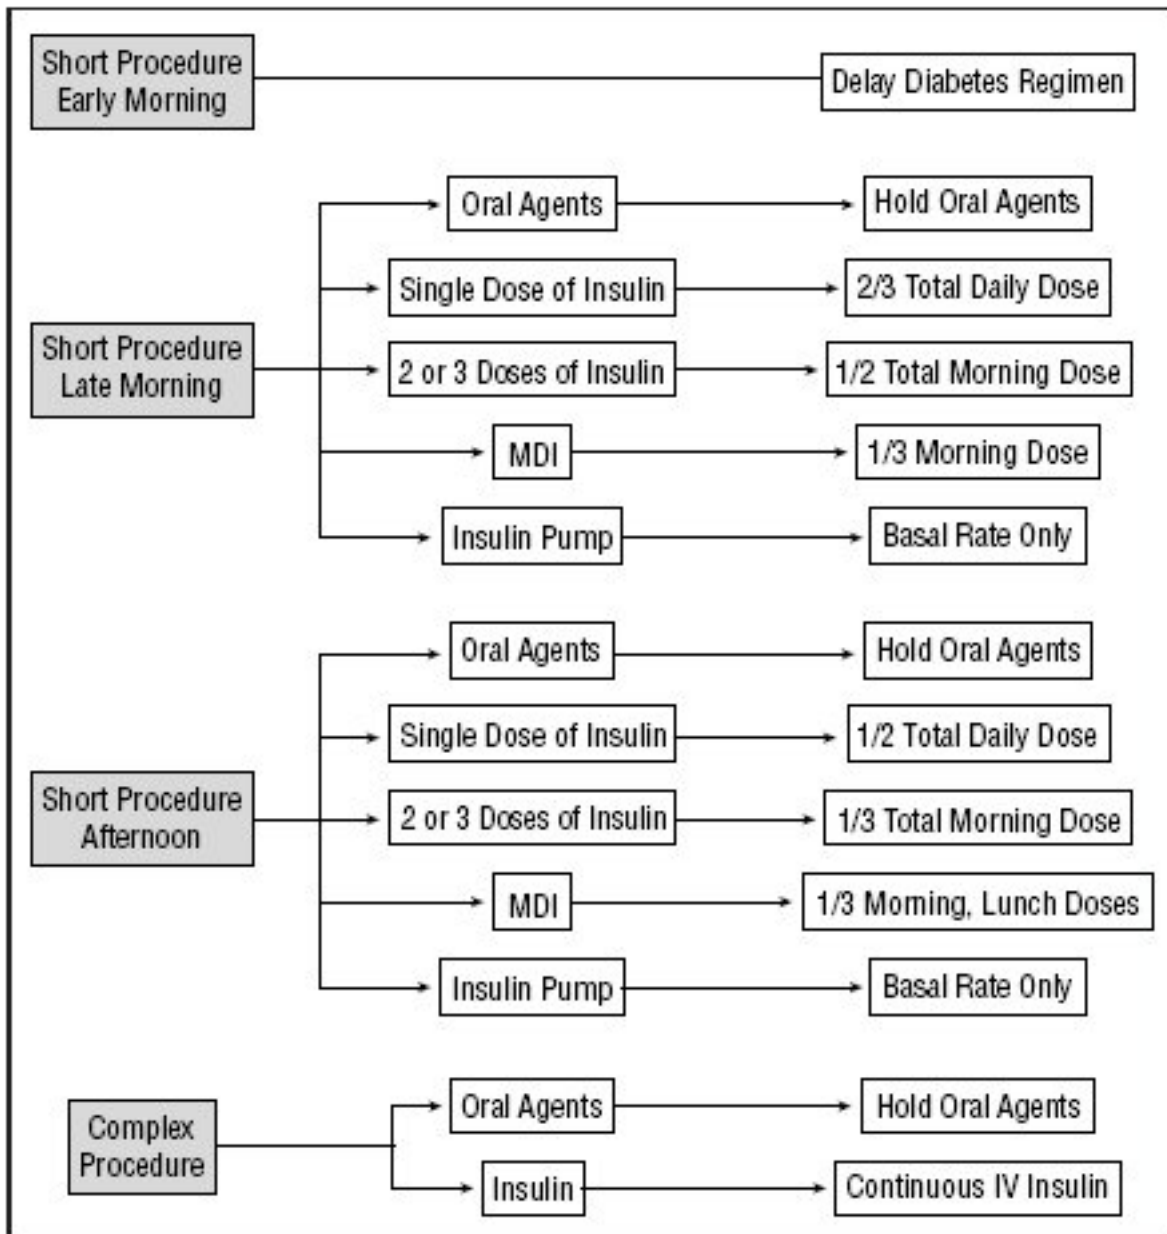 Short Procedure
Early Morning
Delay Diabetes Regimen
Oral Agents
Hold Oral Agents
Single Dose of Insulin
2/3 Total Daily Dose
Short Procedure
Late Morning
2 or 3 Doses of Insulin
1/2 Total Morning Dose
MDI
1/3 Morning Dose
Insulin Pump
Basal Rate Only
Oral Agents
Hold Oral Agents
Single Dose of Insulin
1/2 Total Daily Dose
Short Procedure
Afternoon
2 or 3 Doses of Insulin
1/3 Total Morning Dose
MDI
1/3 Morning, Lunch Doses
Insulin Pump
Basal Rate Only
Complex
Procedure
Oral Agents
Hold Oral Agents
Insulin
Continuous IV Insulin